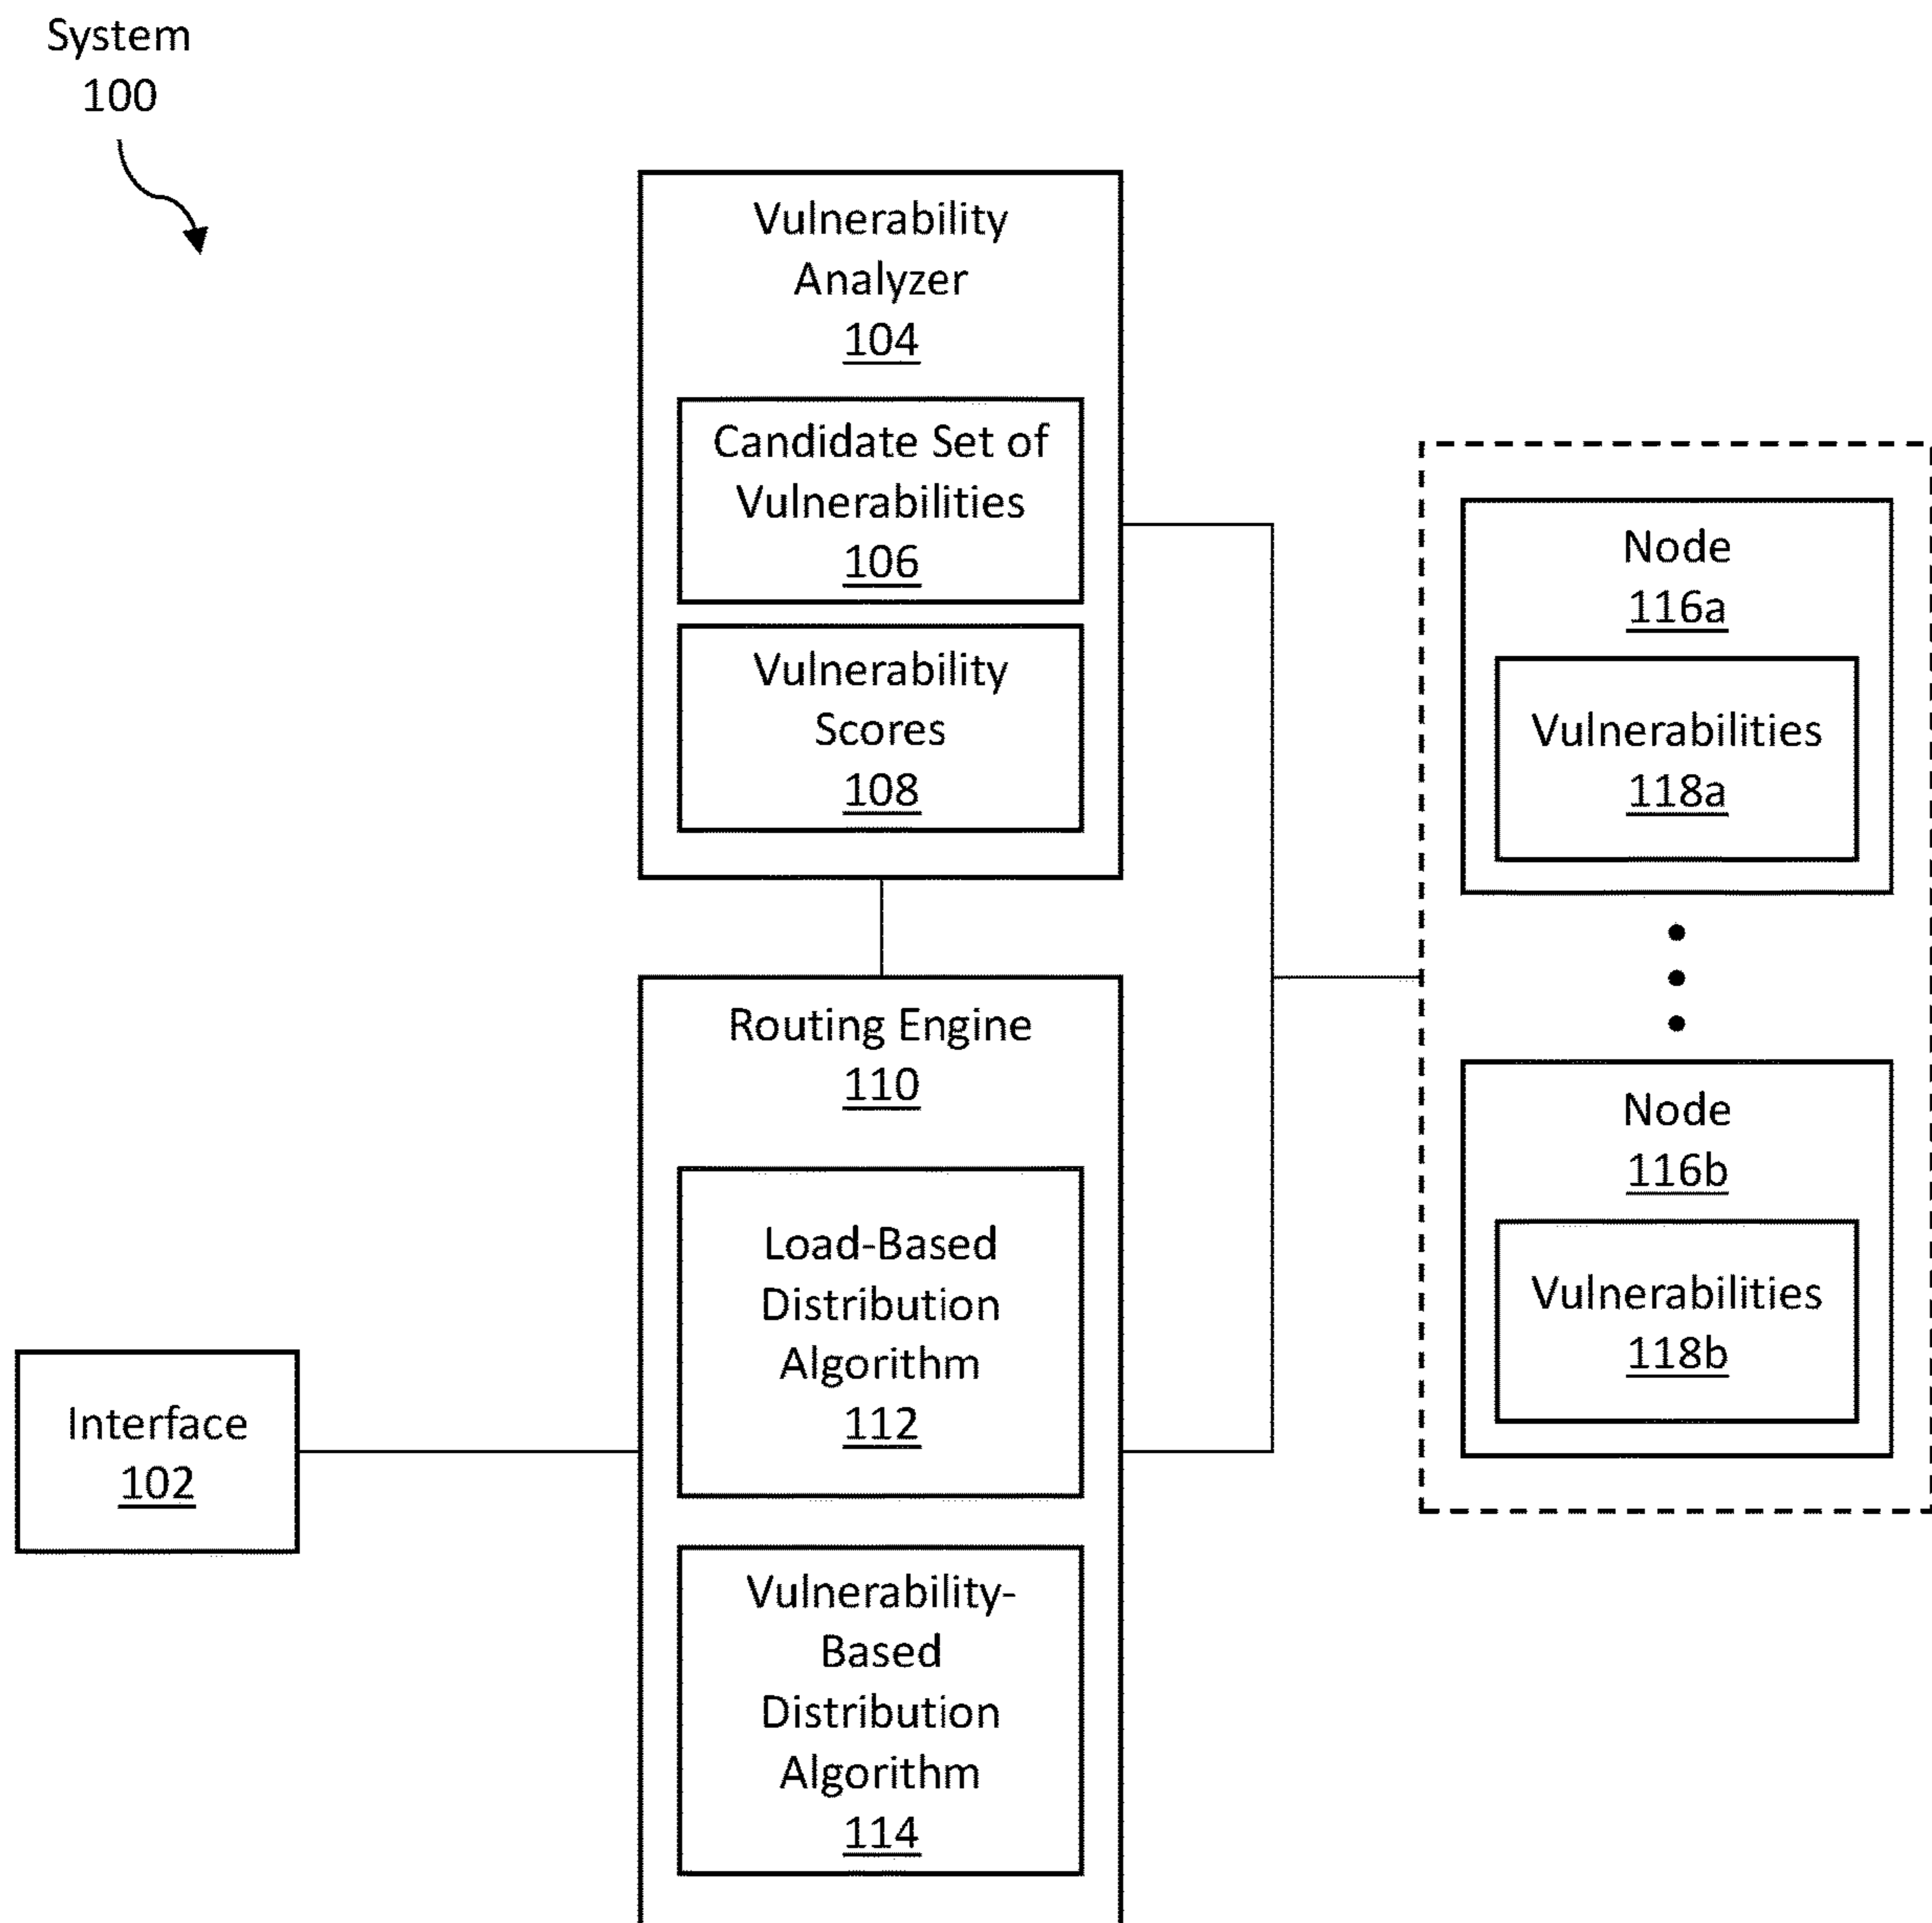 System
100
Vulnerability
Analyzer
104
Candidate Set of
Vulnerabilities
106
Vulnerability
Scores
108
Routing Engine
110
Load-Based
Distribution
Algorithm
112
Vulnerability-
Based
Distribution
Algorithm
114
Interface
102
Node
116a
Vulnerabilities
118a
Node
116b
Vulnerabilities
118b